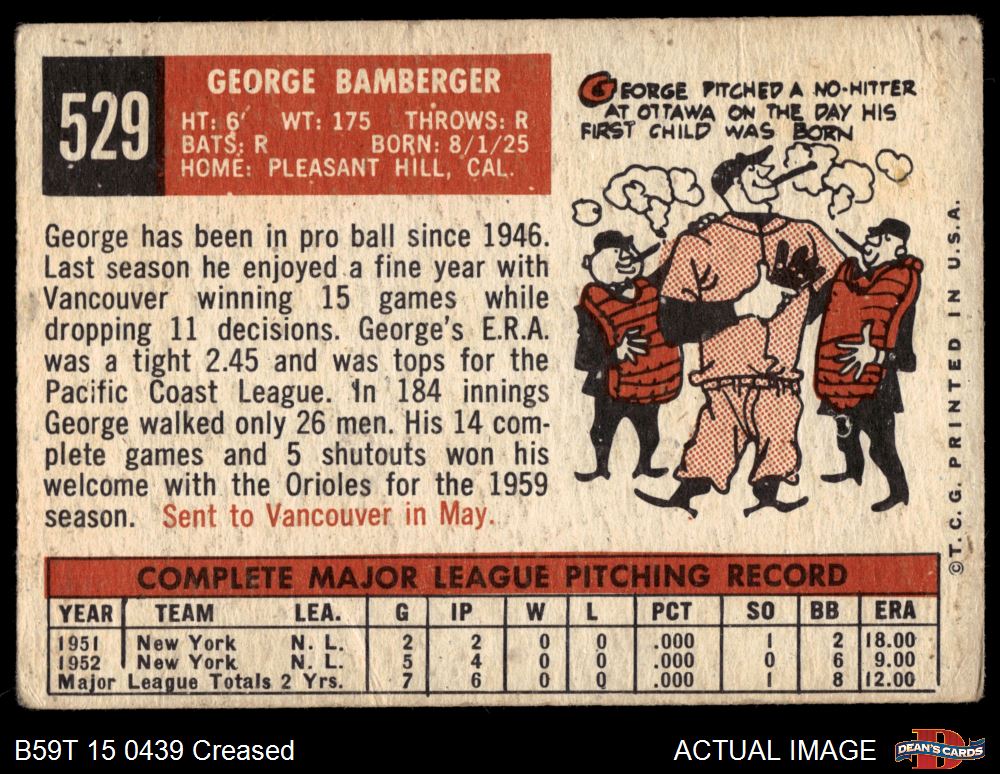 529
GEORGE BAMBERGER
HT: 6' WT: 175 THROWS: R
BATS: R BORN: 8/1/25
HOME: PLEASANT HILL, CAL.
GEORGE PITCHED A NO-HITTER
AT OTTAWA ON THE DAY HIS
FIRST CHILD WAS BORN
George has been in pro ball since 1946.
Last season he enjoyed a fine year with
Vancouver winning 15 games while
dropping 11 decisions. George's E.R.A.
was a tight 2.45 and was tops for the
Pacific Coast League. In 184 innings
George walked only 26 men. His 14 com-
plete games and 5 shutouts won his
welcome with the Orioles for the 1959
season. Sent to Vancouver in May.
©T.C.G. PRINTED IN U.S.A.
COMPLETE MAJOR LEAGUE PITCHING RECORD
YEAR TEAM LEA. G IP W L PCT SO BB ERA
1951 New York N. L. 2 2 0 0 .000 1 2 18.00
1952 New York N. L. 5 4 0 0 .000 0 6 9.00
Major League Totals 2 Yrs. 7 6 0 0 .000 1 8 12.00
B59T 15 0439 Creased
ACTUAL IMAGE
D
DEAN'S CARDS